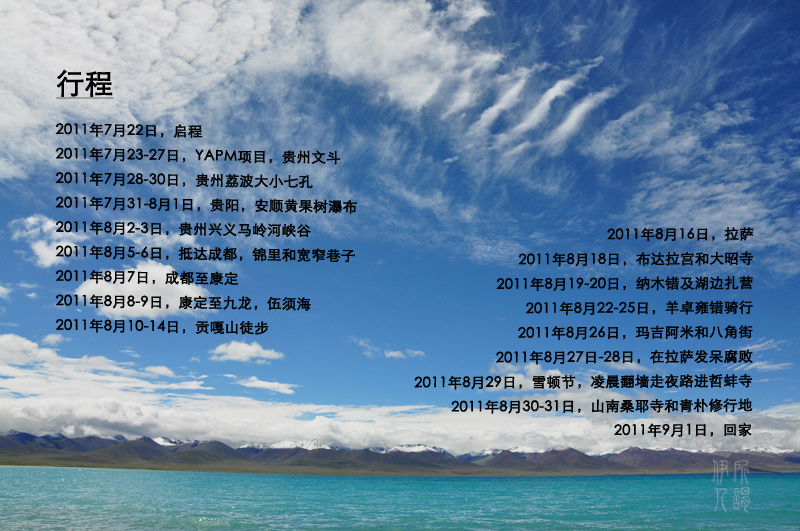 行程
2011年7月22日，启程
2011年7月23-27日，YAPM项目，贵州文斗
2011年7月28-30日，贵州荔波大小七孔
2011年7月31-8月1日，贵阳，安顺黄果树瀑布
2011年8月2-3日，贵州兴义马岭河峡谷
2011年8月5-6日，抵达成都，锦里和宽窄巷子
2011年8月7日，成都至康定
2011年8月8-9日，康定至九龙，伍须海
2011年8月10-14日，贡嘎山徒步
2011年8月16日，拉萨
2011年8月18日，布达拉宫和大昭寺
2011年8月19-20日，纳木错及湖边扎营
2011年8月22-25日，羊卓雍错骑行
2011年8月26日，玛吉阿米和八角街
2011年8月27日-28日，在拉萨发呆腐败
2011年8月29日，雪顿节，凌晨翻墙走夜路进哲蚌寺
2011年8月30-31日，山南桑耶寺和青朴修行地
2011年9月1日，回家